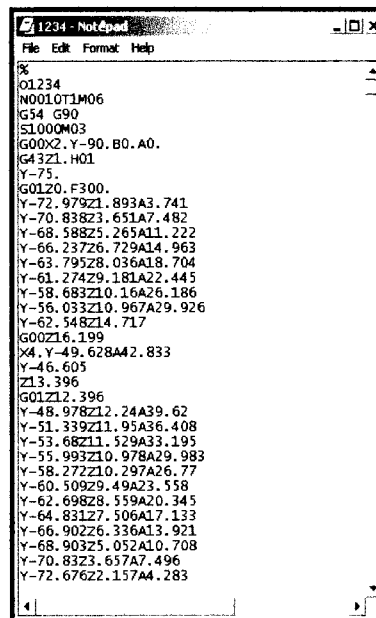 1234 - Notepad
File Edit Format Help
%
O1234
N0010T1M06
G54 G90
S1000M03
G00X2.Y-90.B0.A0.
G43Z1.H01
Y-75.
G01Z0.F300.
Y-72.979Z1.893A3.741
Y-70.838Z3.651A7.482
Y-68.588Z5.265A11.222
Y-66.237Z6.729A14.963
Y-63.795Z8.036A18.704
Y-61.274Z9.181A22.445
Y-58.683Z10.16A26.186
Y-56.033Z10.967A29.926
Y-62.548Z14.717
G00Z16.199
X4.Y-49.628A42.833
Y-46.605
Z13.396
G01Z12.396
Y-48.978Z12.24A39.62
Y-51.339Z11.95A36.408
Y-53.68Z11.529A33.195
Y-55.993Z10.978A29.983
Y-58.272Z10.297A26.77
Y-60.509Z9.49A23.558
Y-62.698Z8.559A20.345
Y-64.831Z7.506A17.133
Y-66.902Z6.336A13.921
Y-68.903Z5.052A10.708
Y-70.83Z3.657A7.496
Y-72.676Z2.157A4.283